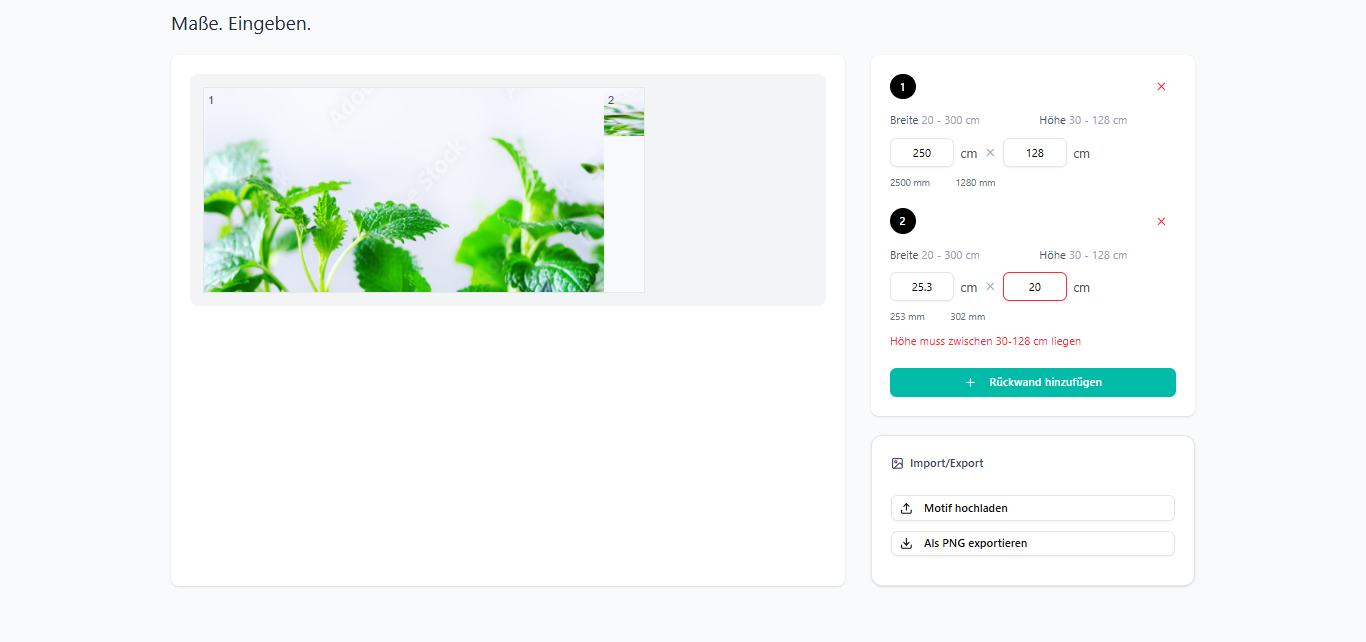 Maße. Eingeben.
1
2
Adobe Stock
1
Breite 20 - 300 cm
Höhe 30 - 128 cm
250 cm × 128 cm
2500 mm
1280 mm
2
Breite 20 - 300 cm
Höhe 30 - 128 cm
25.3 cm × 20 cm
253 mm
302 mm
Höhe muss zwischen 30-128 cm liegen
+ Rückwand hinzufügen
Import/Export
Motif hochladen
Als PNG exportieren